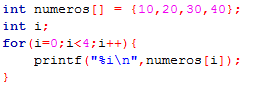 int numeros[] = {10,20,30,40};
int i;
for(i=0;i<4;i++){
    printf("%i\n",numeros[i]);
}